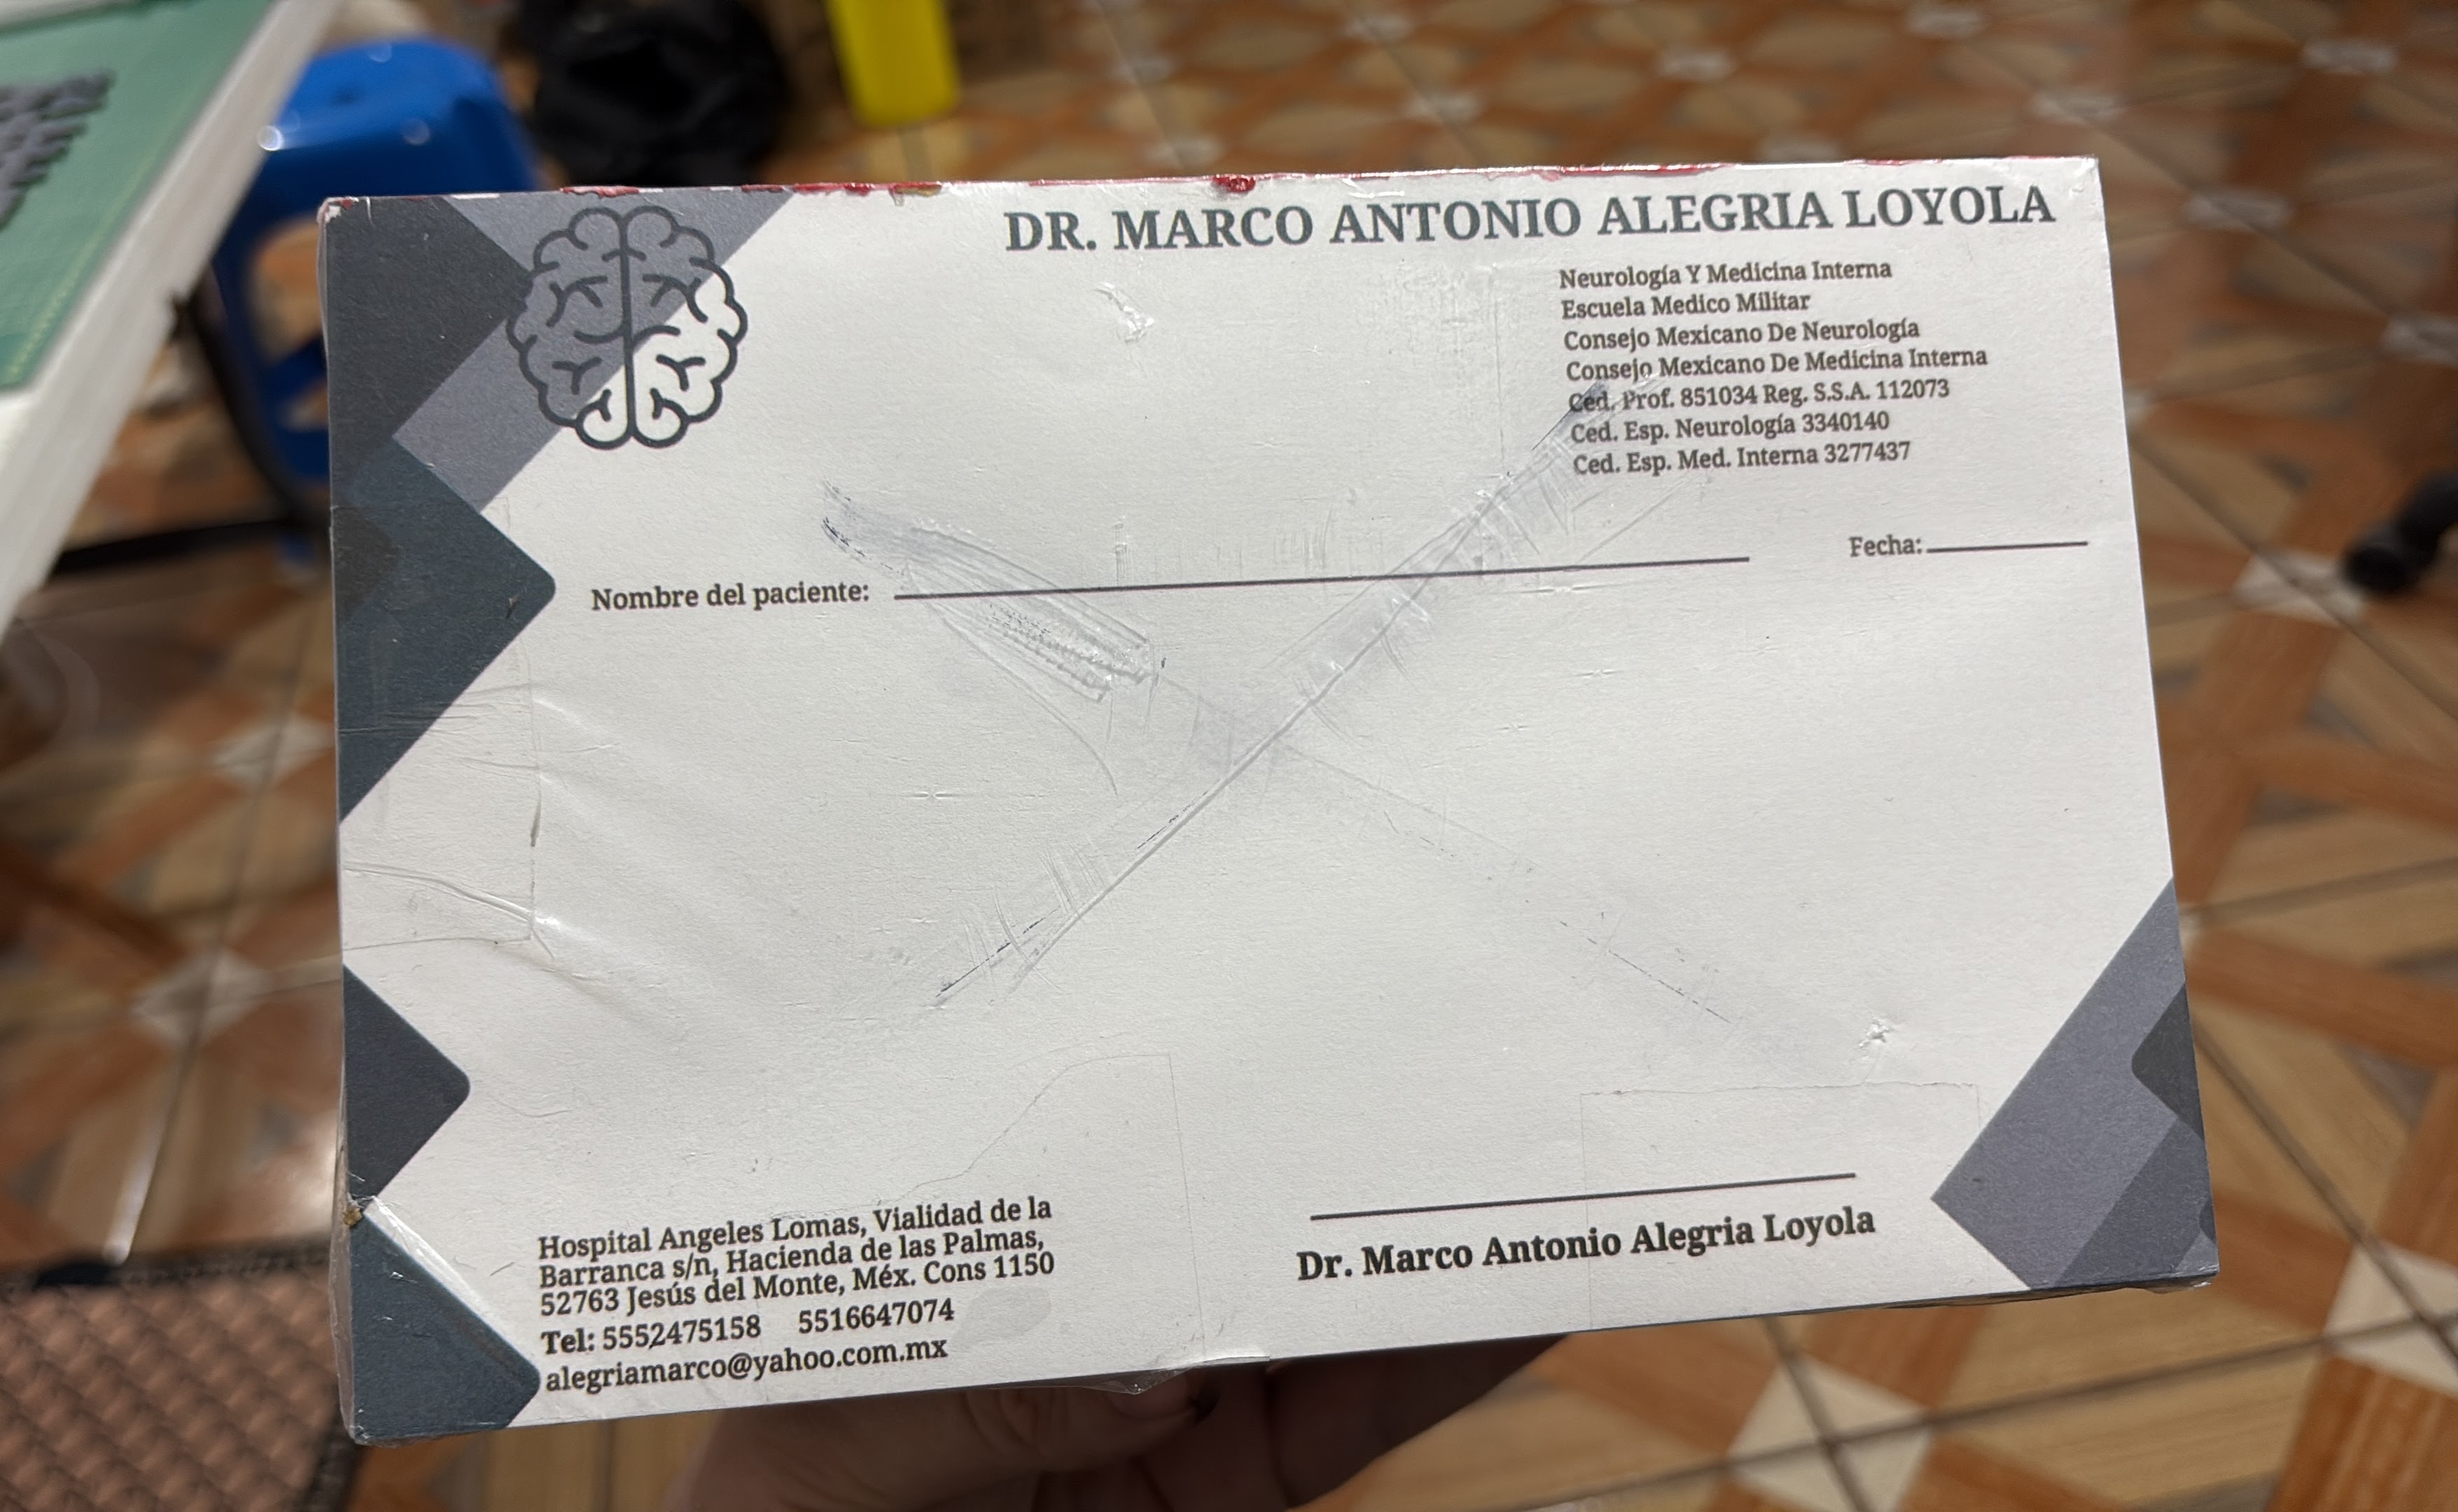 DR. MARCO ANTONIO ALEGRIA LOYOLA
Neurología Y Medicina Interna
Escuela Medico Militar
Consejo Mexicano De Neurología
Consejo Mexicano De Medicina Interna
Ced. Prof. 851034 Reg. S.S.A. 112073
Ced. Esp. Neurología 3340140
Ced. Esp. Med. Interna 3277437
Nombre del paciente:
Fecha:
Hospital Angeles Lomas, Vialidad de la
Barranca s/n, Hacienda de las Palmas,
52763 Jesús del Monte, Méx. Cons 1150
Tel: 5552475158 5516647074
alegriamarco@yahoo.com.mx
Dr. Marco Antonio Alegria Loyola